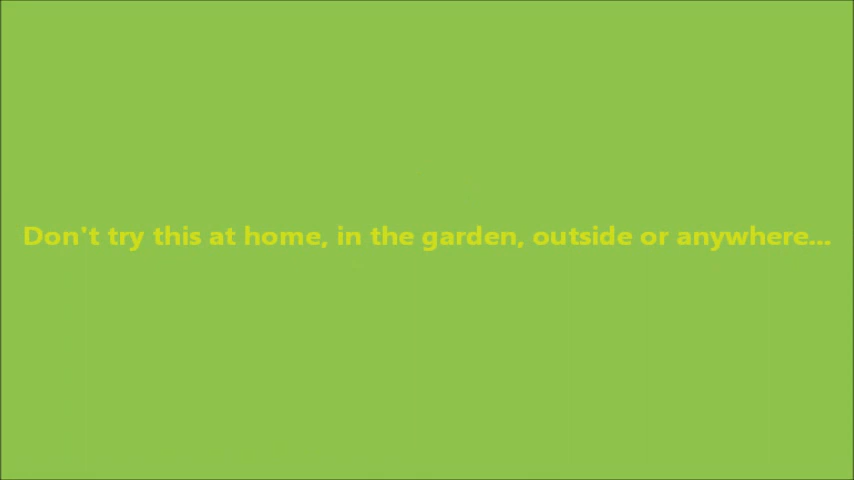 Don't try this at home, in the garden, outside or anywhere...